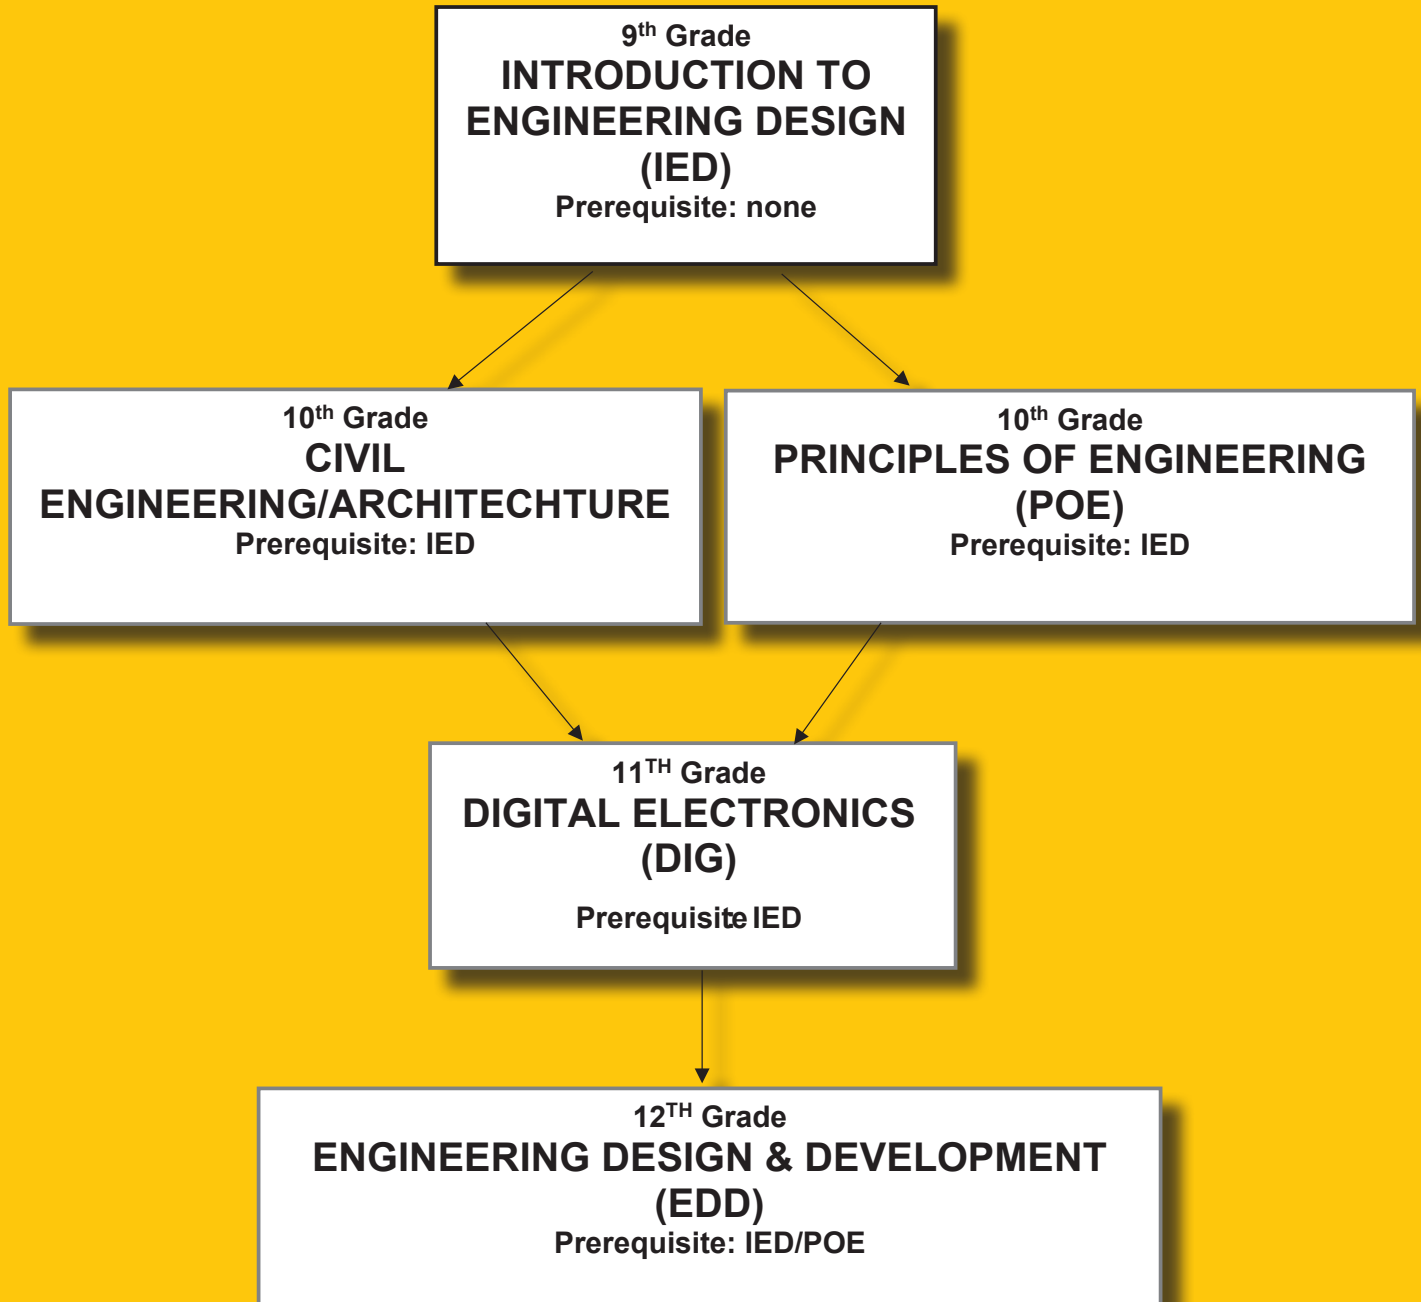 9th Grade
INTRODUCTION TO
ENGINEERING DESIGN
(IED)
Prerequisite: none
10th Grade
CIVIL
ENGINEERING/ARCHITECHTURE
Prerequisite: IED
10th Grade
PRINCIPLES OF ENGINEERING
(POE)
Prerequisite: IED
11TH Grade
DIGITAL ELECTRONICS
(DIG)
Prerequisite IED
12TH Grade
ENGINEERING DESIGN & DEVELOPMENT
(EDD)
Prerequisite: IED/POE